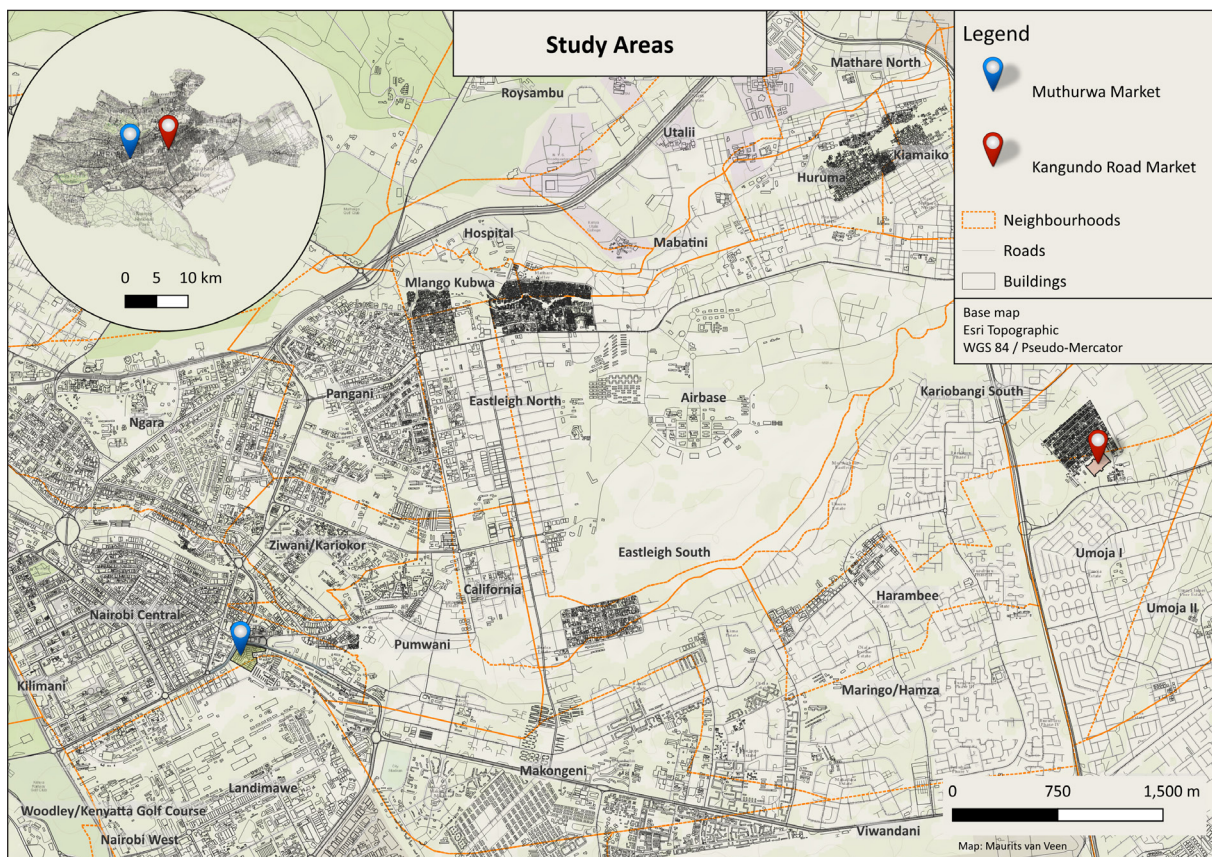 Study Areas
Legend
Muthurwa Market
Kangundo Road Market
Neighbourhoods
Roads
Buildings
Base map
Esri Topographic
WGS 84 / Pseudo-Mercator
0 5 10 km
Mathare North
Roysambu
Utalii
Kiamaiko
Huruma
Hospital
Mabatini
Mlango Kubwa
Pangani
Eastleigh North
Airbase
Kariobangi South
Ngara
Ziwani/Kariokor
Eastleigh South
Umoja I
California
Harambee
Umoja II
Nairobi Central
Pumwani
Kilimani
Maringo/Hamza
Makongeni
Landimawe
Woodley/Kenyatta Golf Course
Viwandani
Nairobi West
0 750 1,500 m
Map: Maurits van Veen